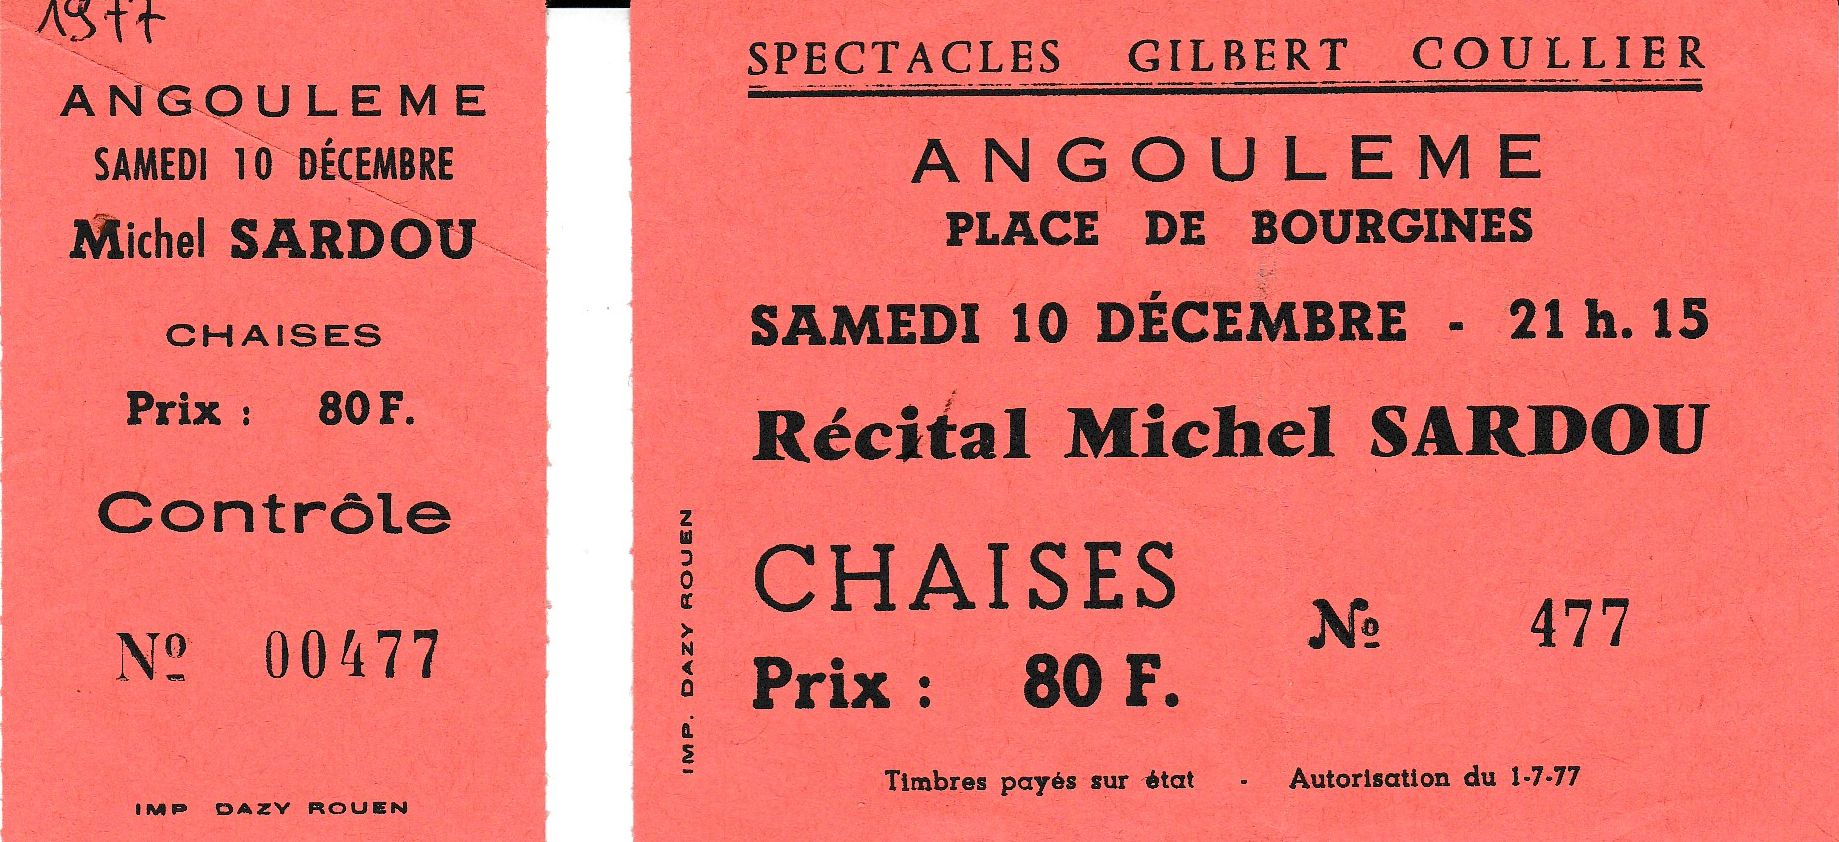 1977
ANGOULEME
SAMEDI 10 DÉCEMBRE
Michel SARDOU
CHAISES
Prix : 80 F.
Contrôle
Nº 00477
IMP DAZY ROUEN
SPECTACLES GILBERT COULLIER
ANGOULEME
PLACE DE BOURGINES
SAMEDI 10 DÉCEMBRE - 21 h. 15
Récital Michel SARDOU
CHAISES
Nº 477
Prix : 80 F.
Timbres payés sur état - Autorisation du 1-7-77
IMP. DAZY ROUEN